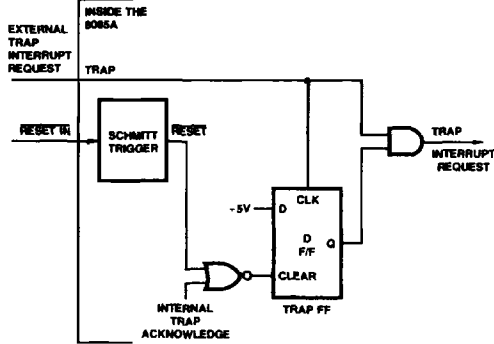 INSIDE THE
8085A
EXTERNAL
TRAP
INTERRUPT
REQUEST
TRAP
RESET IN
SCHMITT
TRIGGER
RESET
TRAP
INTERRUPT
REQUEST
CLK
+5V
D
D
F/F
Q
CLEAR
INTERNAL
TRAP
ACKNOWLEDGE
TRAP FF